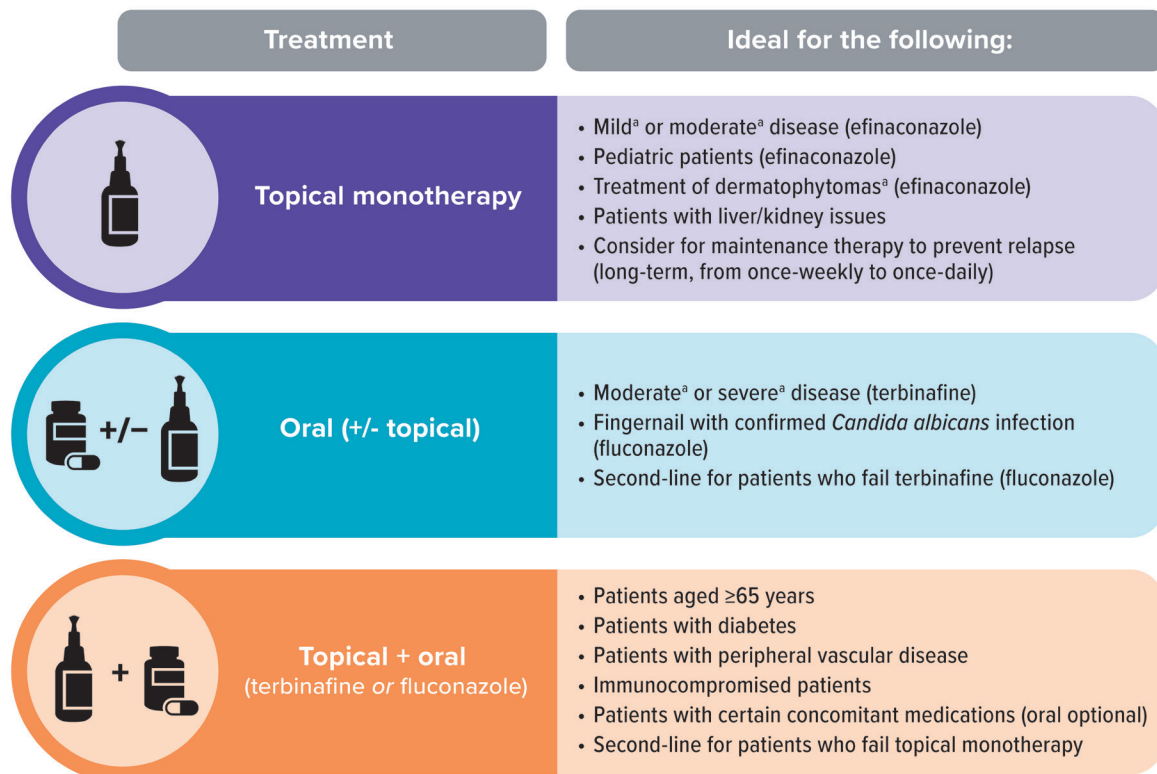 Treatment
Ideal for the following:
Topical monotherapy
• Mildᵃ or moderateᵃ disease (efinaconazole)
• Pediatric patients (efinaconazole)
• Treatment of dermatophytomasᵃ (efinaconazole)
• Patients with liver/kidney issues
• Consider for maintenance therapy to prevent relapse
(long-term, from once-weekly to once-daily)
+/−
Oral (+/- topical)
• Moderateᵃ or severeᵃ disease (terbinafine)
• Fingernail with confirmed Candida albicans infection
(fluconazole)
• Second-line for patients who fail terbinafine (fluconazole)
+
Topical + oral
(terbinafine or fluconazole)
• Patients aged ≥65 years
• Patients with diabetes
• Patients with peripheral vascular disease
• Immunocompromised patients
• Patients with certain concomitant medications (oral optional)
• Second-line for patients who fail topical monotherapy